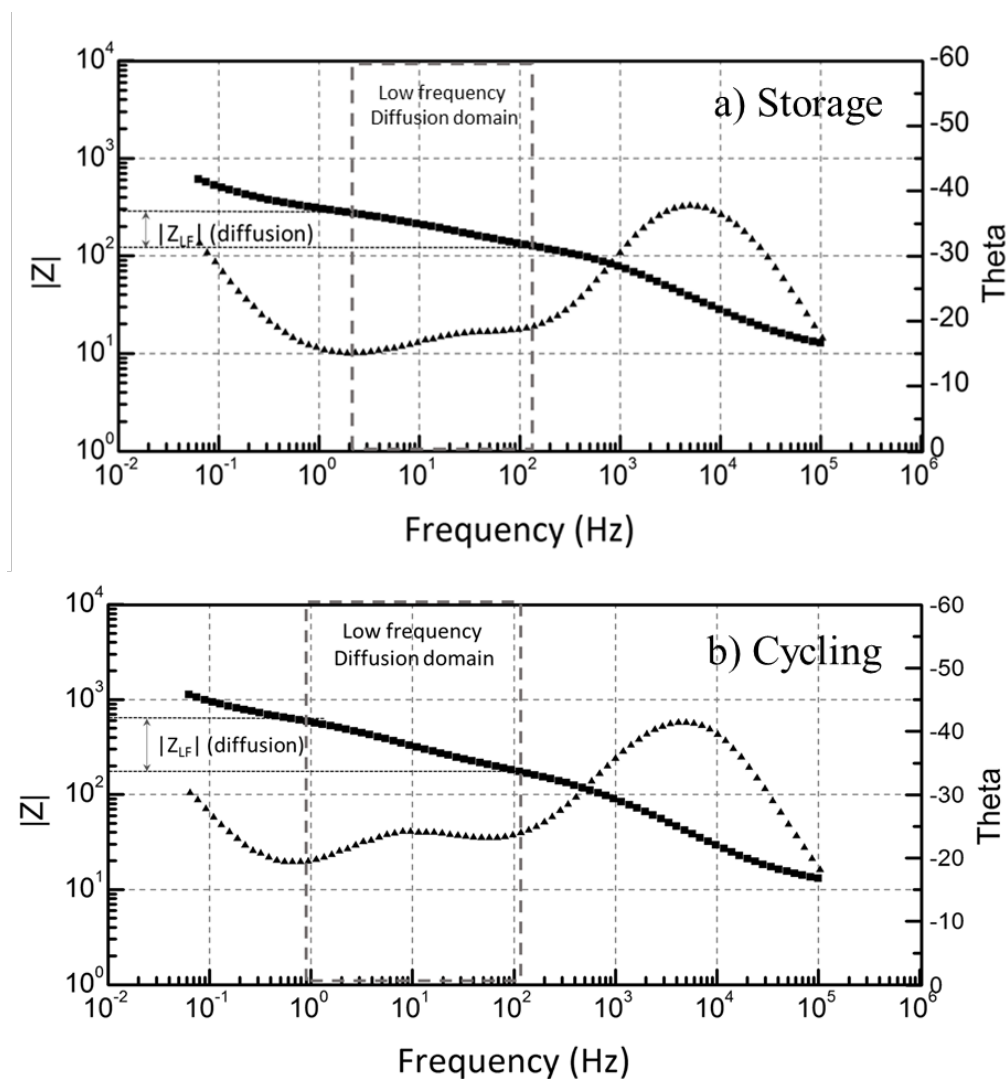 10⁴
10³
10²
10¹
10⁰
|Z|
-60
-50
-40
-30
-20
-10
0
Theta
Low frequency
Diffusion domain
a) Storage
|Z_LF| (diffusion)
10⁻² 10⁻¹ 10⁰ 10¹ 10² 10³ 10⁴ 10⁵ 10⁶
Frequency (Hz)
10⁴
10³
10²
10¹
10⁰
|Z|
-60
-50
-40
-30
-20
-10
0
Theta
Low frequency
Diffusion domain
b) Cycling
|Z_LF| (diffusion)
10⁻² 10⁻¹ 10⁰ 10¹ 10² 10³ 10⁴ 10⁵ 10⁶
Frequency (Hz)